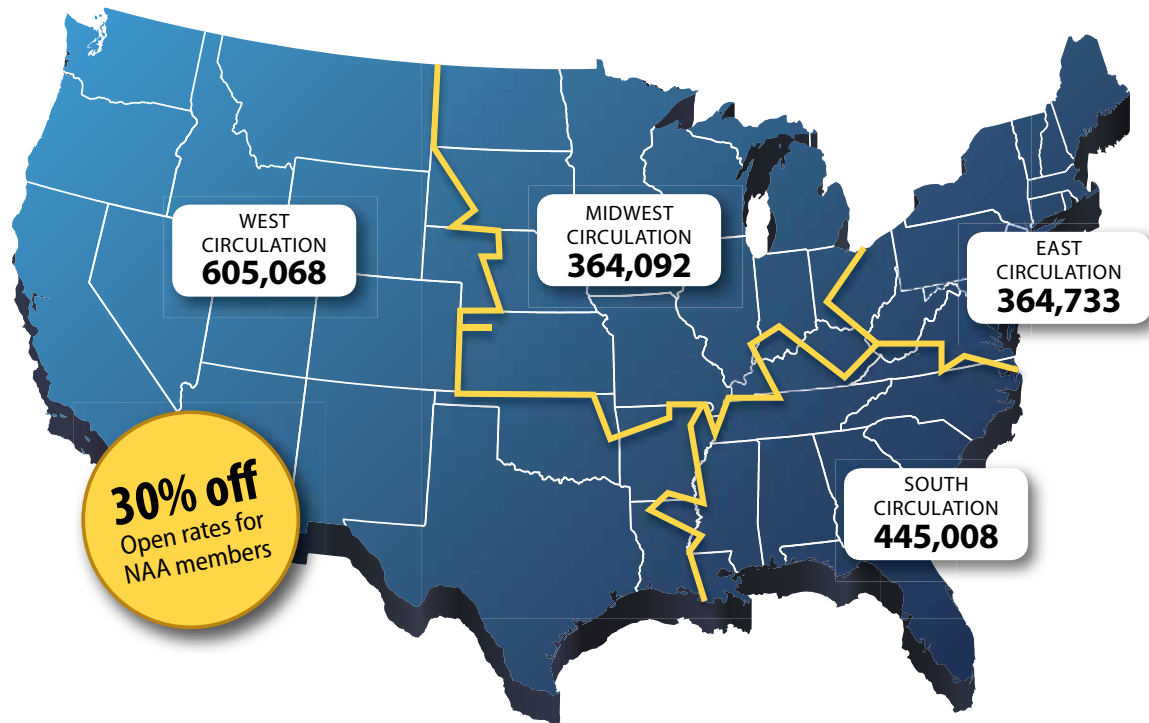 WEST
CIRCULATION
605,068
MIDWEST
CIRCULATION
364,092
EAST
CIRCULATION
364,733
30% off
Open rates for
NAA members
SOUTH
CIRCULATION
445,008